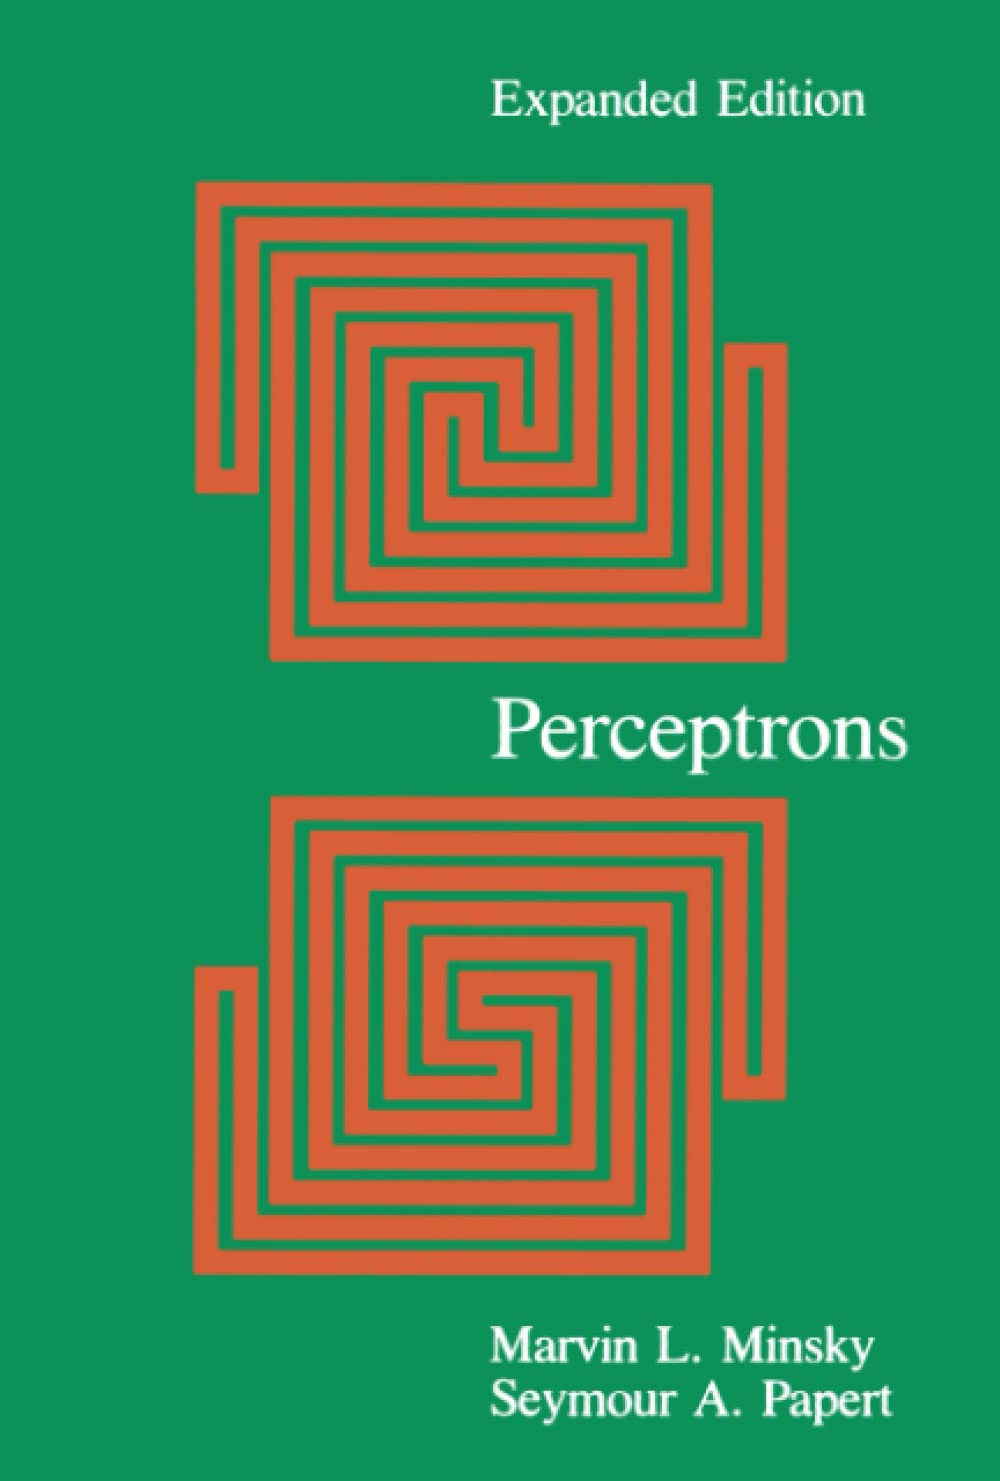 Expanded Edition
Perceptrons
Marvin L. Minsky
Seymour A. Papert